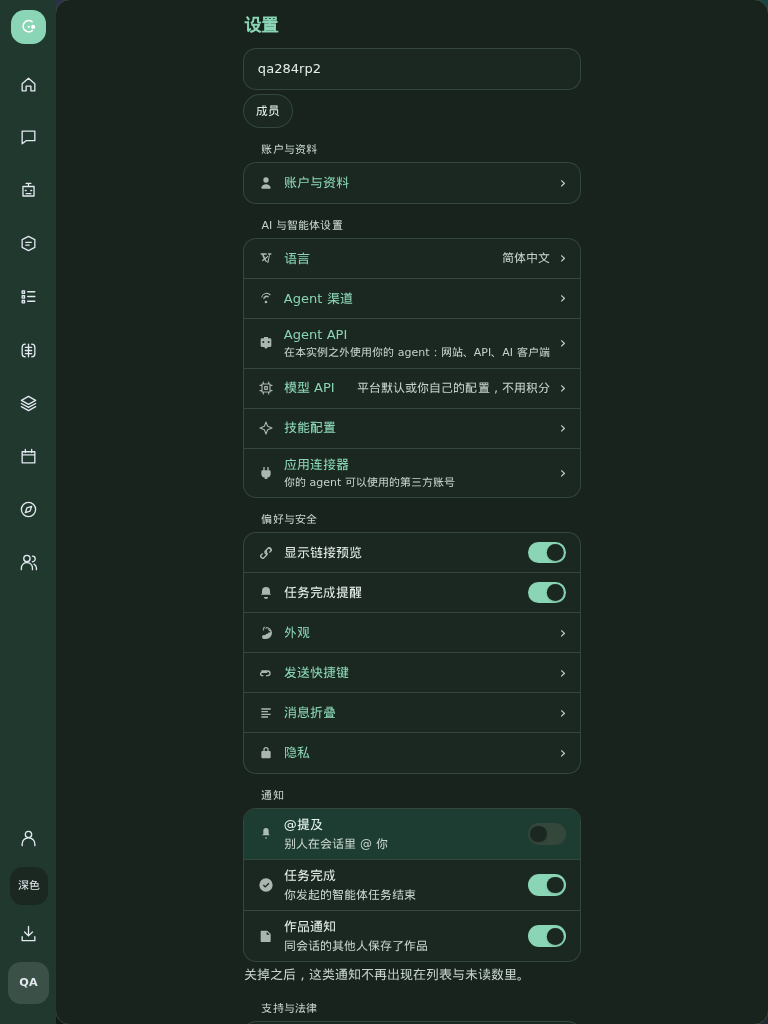 设置
qa284rp2
成员
账户与资料
账户与资料
AI 与智能体设置
语言 简体中文
Agent 渠道
Agent API
在本实例之外使用你的 agent：网站、API、AI 客户端
模型 API 平台默认或你自己的配置，不用积分
技能配置
应用连接器
你的 agent 可以使用的第三方账号
偏好与安全
显示链接预览
任务完成提醒
外观
发送快捷键
消息折叠
隐私
通知
@提及
别人在会话里 @ 你
任务完成
你发起的智能体任务结束
作品通知
同会话的其他人保存了作品
关掉之后，这类通知不再出现在列表与未读数里。
支持与法律
深色
QA